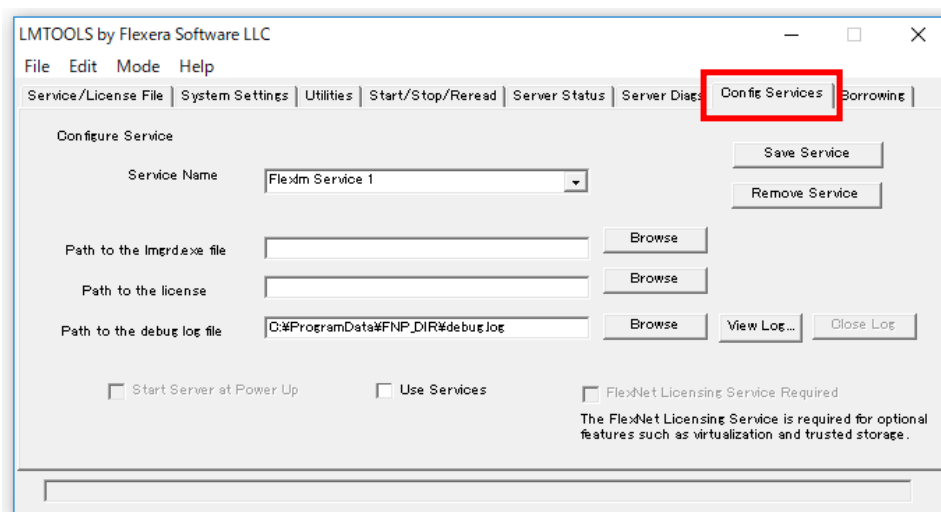 LMTOOLS by Flexera Software LLC
File Edit Mode Help
Service/License File System Settings Utilities Start/Stop/Reread Server Status Server Diags Config Services Borrowing
Configure Service
Save Service
Service Name Flexlm Service 1
Remove Service
Path to the lmgrd.exe file Browse
Path to the license Browse
Path to the debug log file C:¥ProgramData¥FNP_DIR¥debug.log Browse View Log... Close Log
Start Server at Power Up Use Services FlexNet Licensing Service Required
The FlexNet Licensing Service is required for optional
features such as virtualization and trusted storage.